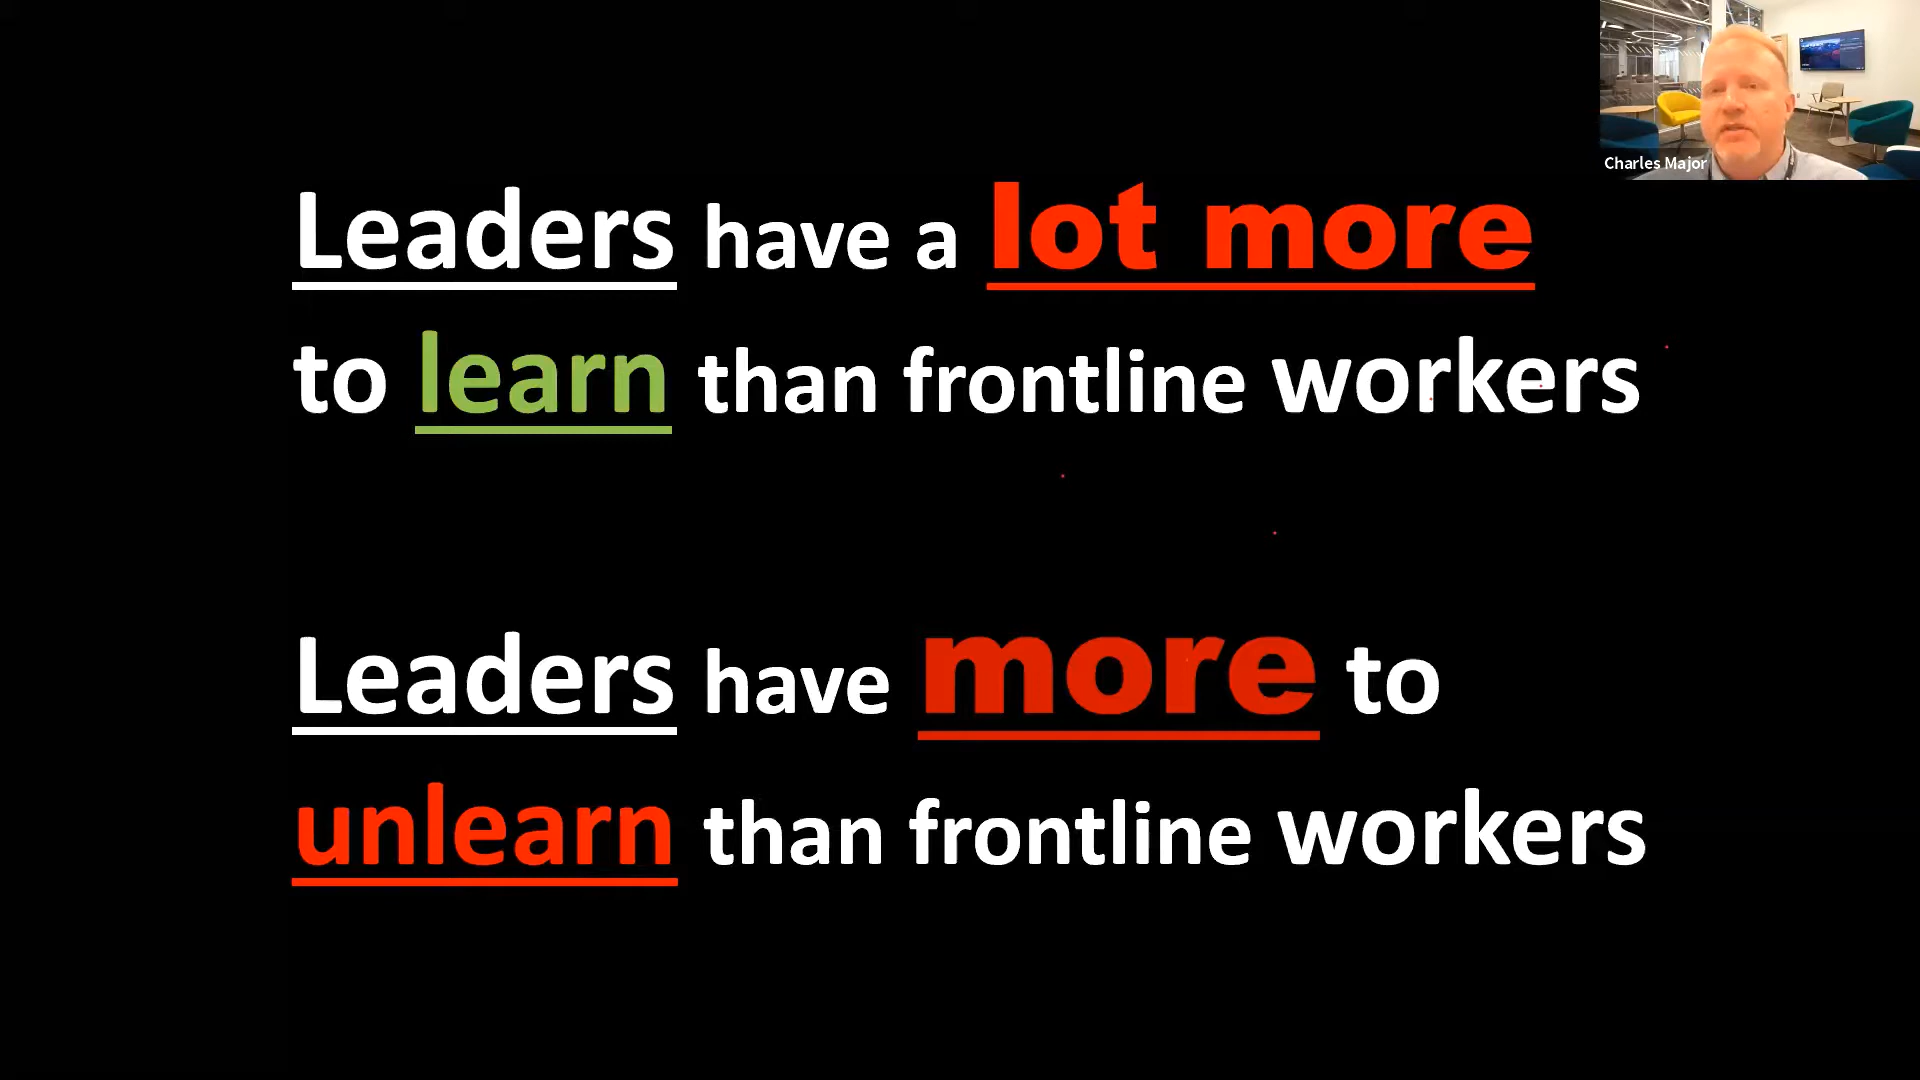 Charles Major
Leaders have a lot more
to learn than frontline workers
Leaders have more to
unlearn than frontline workers